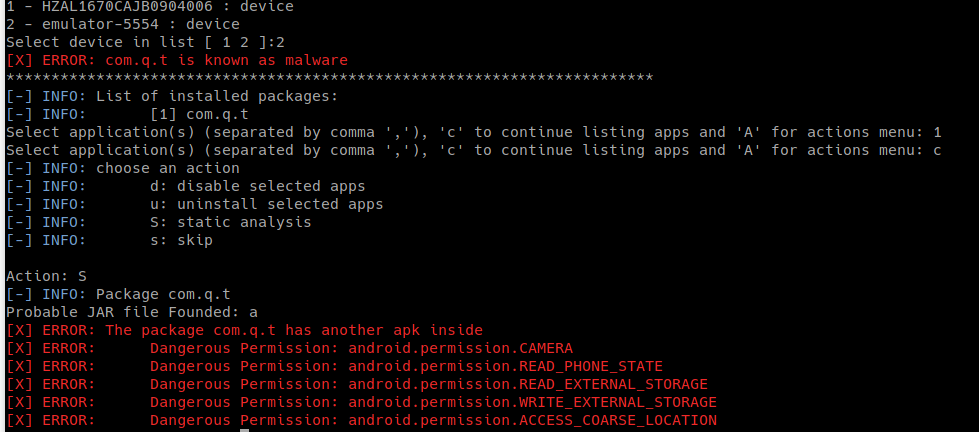 1 - HZAL1670CAJB0904006 : device
2 - emulator-5554 : device
Select device in list [ 1 2 ]:2
[X] ERROR: com.q.t is known as malware
************************************************************************
[-] INFO: List of installed packages:
[-] INFO:       [1] com.q.t
Select application(s) (separated by comma ','), 'c' to continue listing apps and 'A' for actions menu: 1
Select application(s) (separated by comma ','), 'c' to continue listing apps and 'A' for actions menu: c
[-] INFO: choose an action
[-] INFO:       d: disable selected apps
[-] INFO:       u: uninstall selected apps
[-] INFO:       S: static analysis
[-] INFO:       s: skip
Action: S
[-] INFO: Package com.q.t
Probable JAR file Founded: a
[X] ERROR: The package com.q.t has another apk inside
[X] ERROR:      Dangerous Permission: android.permission.CAMERA
[X] ERROR:      Dangerous Permission: android.permission.READ_PHONE_STATE
[X] ERROR:      Dangerous Permission: android.permission.READ_EXTERNAL_STORAGE
[X] ERROR:      Dangerous Permission: android.permission.WRITE_EXTERNAL_STORAGE
[X] ERROR:      Dangerous Permission: android.permission.ACCESS_COARSE_LOCATION